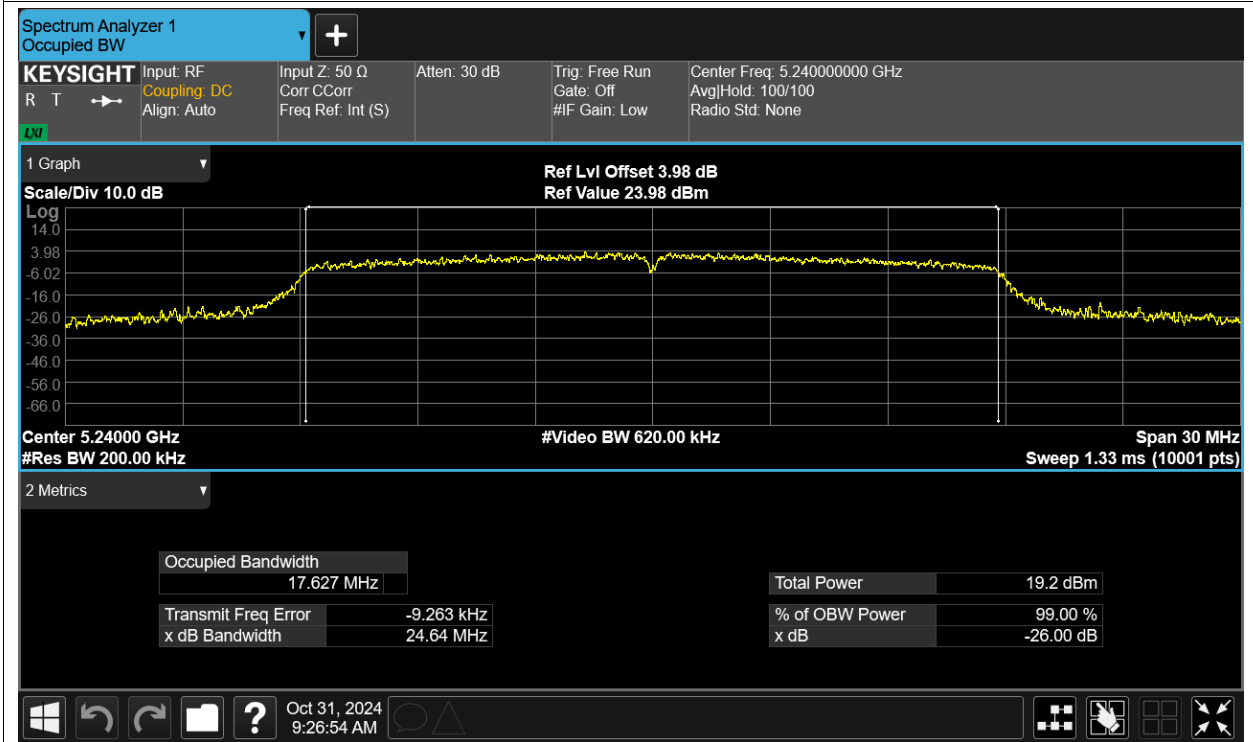 Spectrum Analyzer 1
Occupied BW
KEYSIGHT Input: RF Input Z: 50 Ω Atten: 30 dB Trig: Free Run Center Freq: 5.240000000 GHz
R T Coupling: DC Corr CCorr Gate: Off Avg|Hold: 100/100
Align: Auto Freq Ref: Int (S) #IF Gain: Low Radio Std: None
LXI
1 Graph
Ref Lvl Offset 3.98 dB
Scale/Div 10.0 dB Ref Value 23.98 dBm
Log
14.0
3.98
-6.02
-16.0
-26.0
-36.0
-46.0
-56.0
-66.0
Center 5.24000 GHz #Video BW 620.00 kHz Span 30 MHz
#Res BW 200.00 kHz Sweep 1.33 ms (10001 pts)
2 Metrics
Occupied Bandwidth
17.627 MHz
Total Power 19.2 dBm
Transmit Freq Error -9.263 kHz % of OBW Power 99.00 %
x dB Bandwidth 24.64 MHz x dB -26.00 dB
? Oct 31, 2024
9:26:54 AM